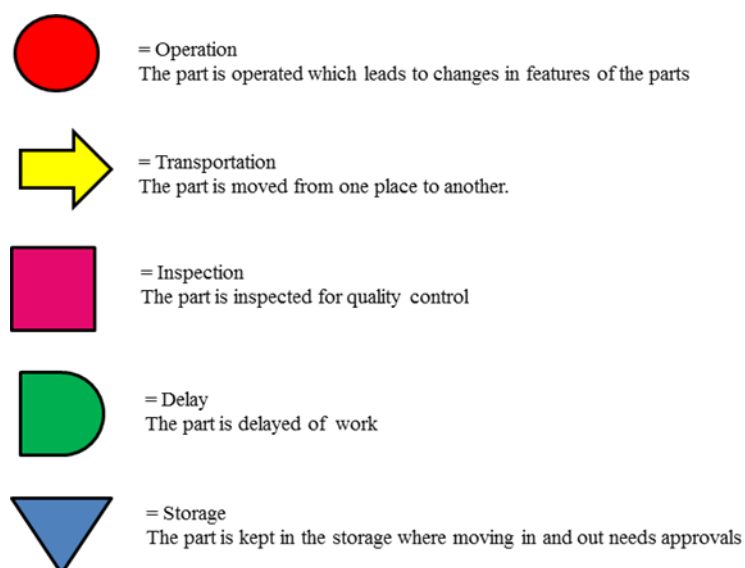 = Operation
The part is operated which leads to changes in features of the parts
= Transportation
The part is moved from one place to another.
= Inspection
The part is inspected for quality control
= Delay
The part is delayed of work
= Storage
The part is kept in the storage where moving in and out needs approvals